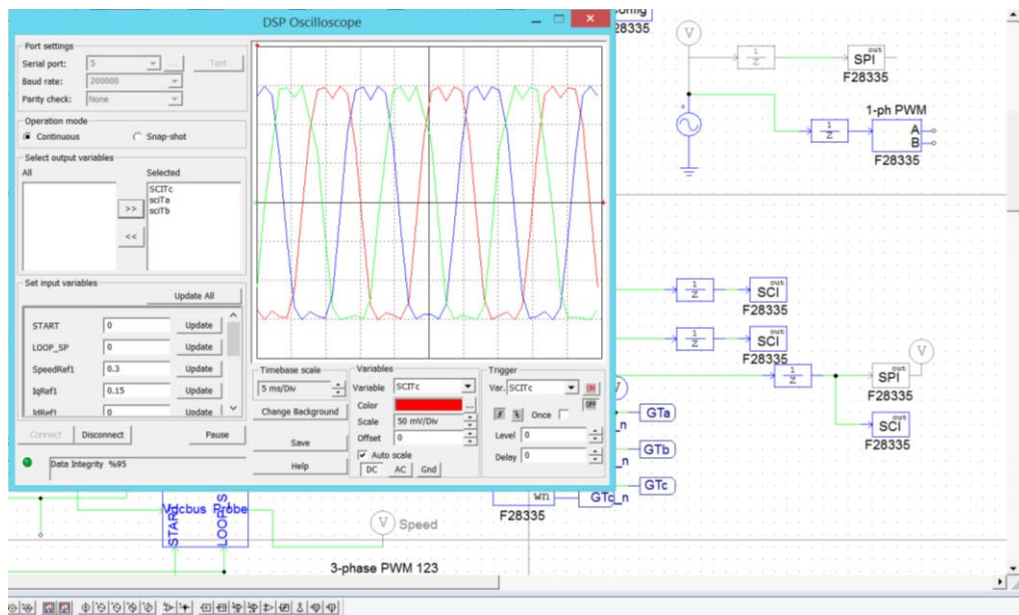 DSP Oscilloscope
Port settings
Serial port: 5 ... Test
Baud rate: 200000
Parity check: None
Operation mode
Continuous Snap-shot
Select output variables
All Selected
SCITc
sciTa
sciTb
>>
<<
Set input variables
Update All
START 0 Update
LOOP_SP 0 Update
SpeedRef1 0.3 Update
IqRef1 0.15 Update
IdRef1 0 Update
Connect Disconnect Pause
Data Integrity %95
Timebase scale
5 ms/Div
Change Background
Save
Help
Variables
Variable SCITc
Color ...
Scale 50 mV/Div
Offset 0
Auto scale
DC AC Gnd
Trigger
Var. SCITc ON
OFF
Once
Level 0
Delay 0
28335
V
1
z
out
SPI
F28335
1-ph PWM
1
z
A
B
F28335
1
z
out
SCI
F28335
1
z
out
SCI
F28335
V
1
z
out
SPI
F28335
out
SCI
F28335
GTa
_n
GTb
_n
GTc
wn
GTc_n
F28335
Vdcbus Probe
START
LOOP_S
V Speed
3-phase PWM 123